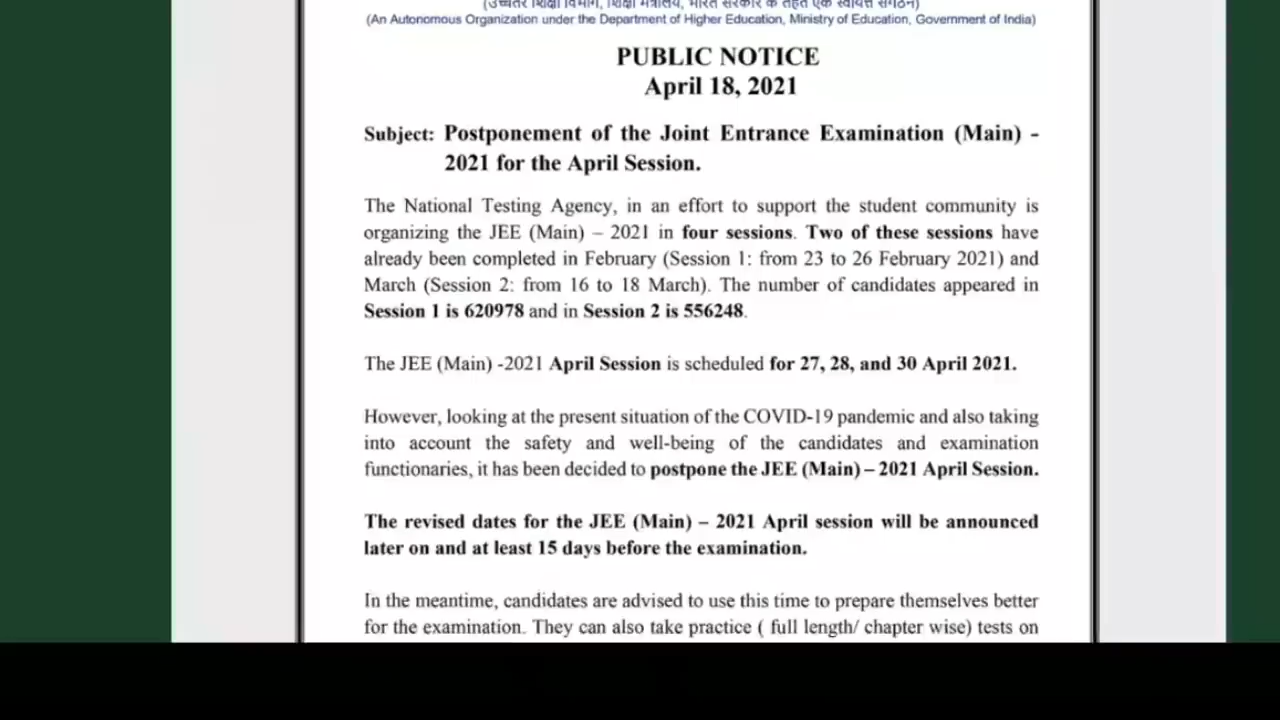 (उच्चतर शिक्षा विभाग, शिक्षा मंत्रालय, भारत सरकार के तहत एक स्वायत्त संगठन)
(An Autonomous Organization under the Department of Higher Education, Ministry of Education, Government of India)
PUBLIC NOTICE
April 18, 2021
Subject: Postponement of the Joint Entrance Examination (Main) -
2021 for the April Session.
The National Testing Agency, in an effort to support the student community is
organizing the JEE (Main) – 2021 in four sessions. Two of these sessions have
already been completed in February (Session 1: from 23 to 26 February 2021) and
March (Session 2: from 16 to 18 March). The number of candidates appeared in
Session 1 is 620978 and in Session 2 is 556248.
The JEE (Main) -2021 April Session is scheduled for 27, 28, and 30 April 2021.
However, looking at the present situation of the COVID-19 pandemic and also taking
into account the safety and well-being of the candidates and examination
functionaries, it has been decided to postpone the JEE (Main) – 2021 April Session.
The revised dates for the JEE (Main) – 2021 April session will be announced
later on and at least 15 days before the examination.
In the meantime, candidates are advised to use this time to prepare themselves better
for the examination. They can also take practice ( full length/ chapter wise) tests on